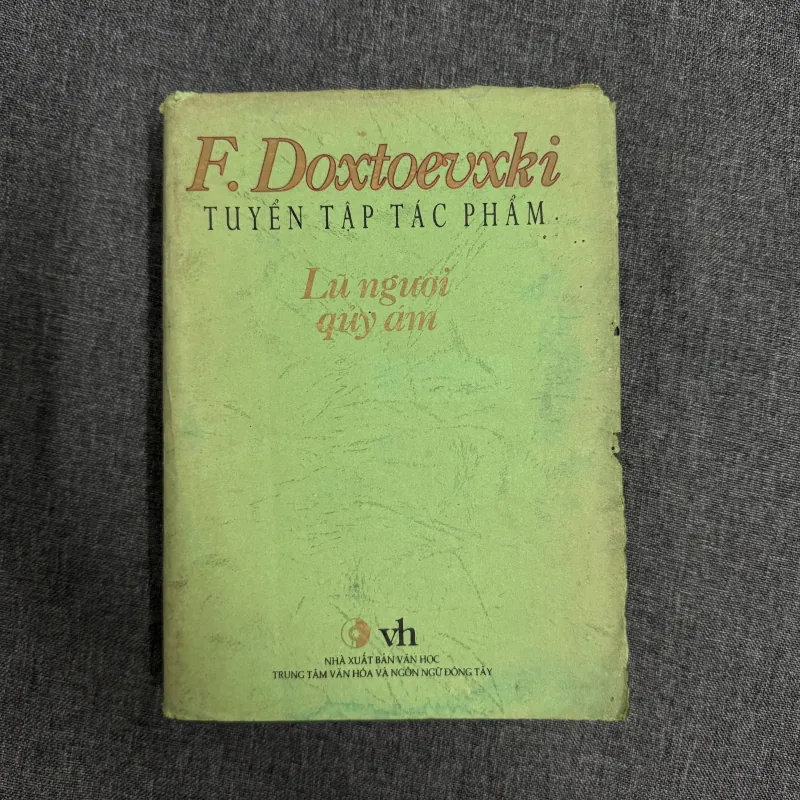 F. Doxtoevxki
TUYỂN TẬP TÁC PHẨM
Lũ người
qủy ám
vh
NHÀ XUẤT BẢN VĂN HỌC
TRUNG TÂM VĂN HÓA VÀ NGÔN NGỮ ĐÔNG TÂY